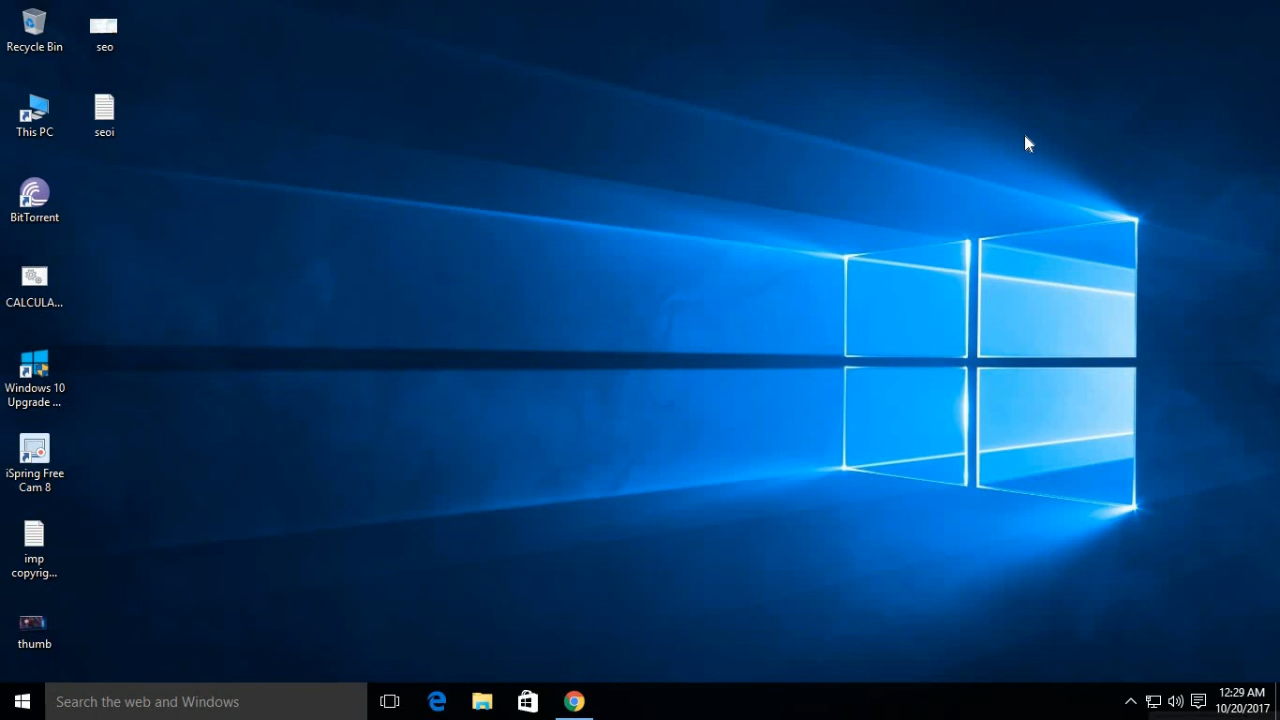 Recycle Bin
seo
This PC
seoi
BitTorrent
CALCULA...
Windows 10
Upgrade ...
iSpring Free
Cam 8
imp
copyrig...
thumb
Search the web and Windows
12:29 AM
10/20/2017